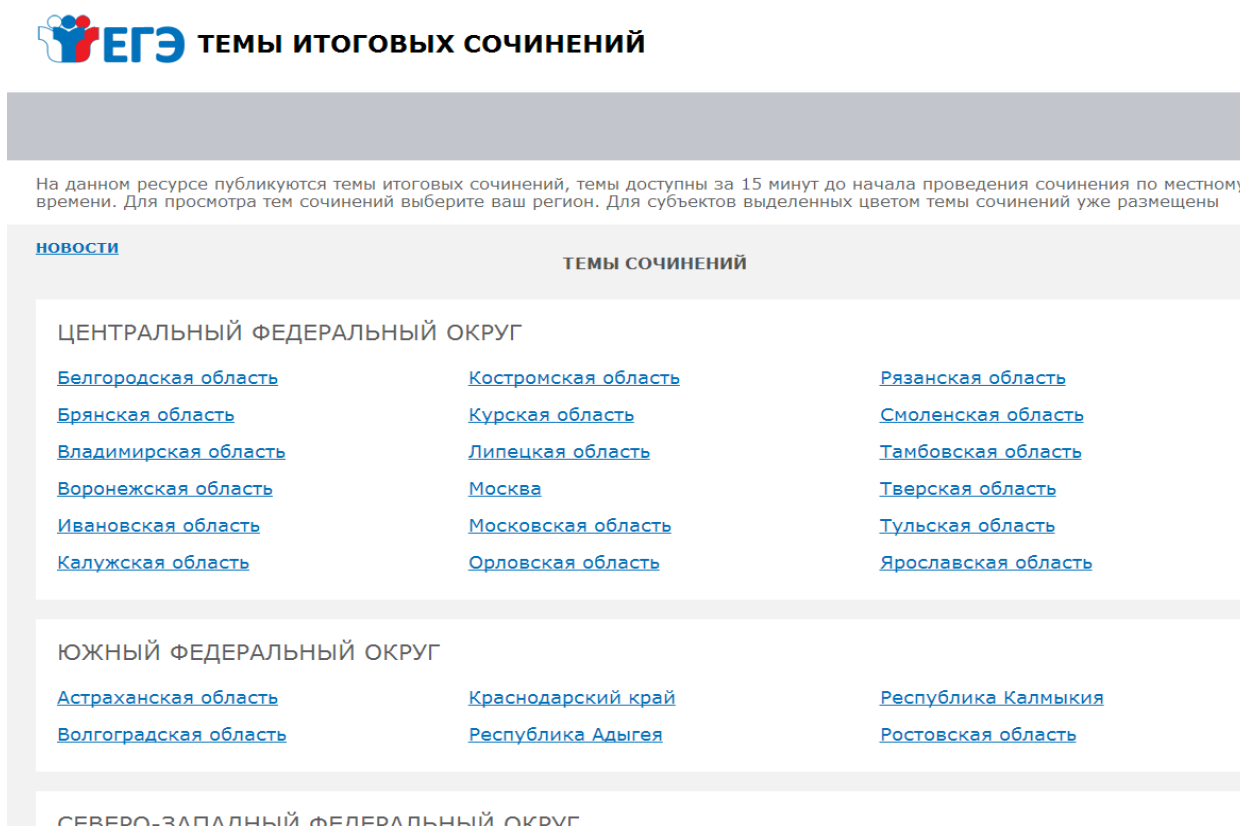 ЕГЭ ТЕМЫ ИТОГОВЫХ СОЧИНЕНИЙ
На данном ресурсе публикуются темы итоговых сочинений, темы доступны за 15 минут до начала проведения сочинения по местному
времени. Для просмотра тем сочинений выберите ваш регион. Для субъектов выделенных цветом темы сочинений уже размещены
НОВОСТИ
ТЕМЫ СОЧИНЕНИЙ
ЦЕНТРАЛЬНЫЙ ФЕДЕРАЛЬНЫЙ ОКРУГ
Белгородская область Костромская область Рязанская область
Брянская область Курская область Смоленская область
Владимирская область Липецкая область Тамбовская область
Воронежская область Москва Тверская область
Ивановская область Московская область Тульская область
Калужская область Орловская область Ярославская область
ЮЖНЫЙ ФЕДЕРАЛЬНЫЙ ОКРУГ
Астраханская область Краснодарский край Республика Калмыкия
Волгоградская область Республика Адыгея Ростовская область
СЕВЕРО-ЗАПАДНЫЙ ФЕДЕРАЛЬНЫЙ ОКРУГ